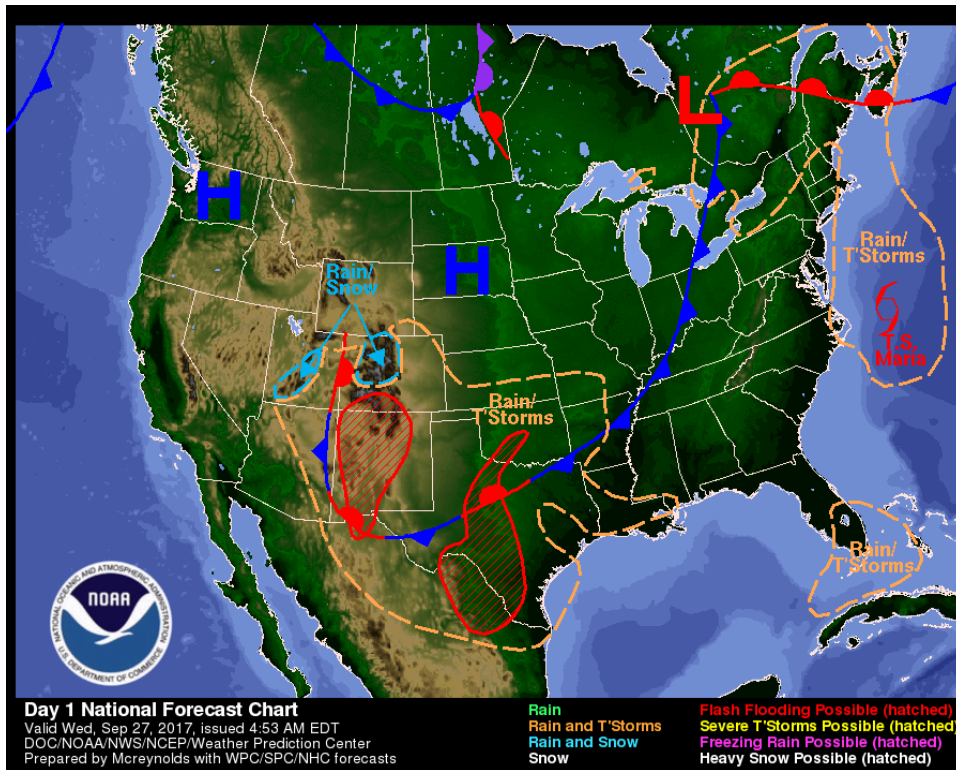 L
H
H
Rain/
Snow
Rain/
T'Storms
T.S.
Maria
Rain/
T'Storms
Rain/
T'Storms
NATIONAL OCEANIC AND ATMOSPHERIC ADMINISTRATION
NOAA
U.S. DEPARTMENT OF COMMERCE
Day 1 National Forecast Chart
Valid Wed, Sep 27, 2017, issued 4:53 AM EDT
DOC/NOAA/NWS/NCEP/Weather Prediction Center
Prepared by Mcreynolds with WPC/SPC/NHC forecasts
Rain
Rain and T'Storms
Rain and Snow
Snow
Flash Flooding Possible (hatched)
Severe T'Storms Possible (hatched)
Freezing Rain Possible (hatched)
Heavy Snow Possible (hatched)